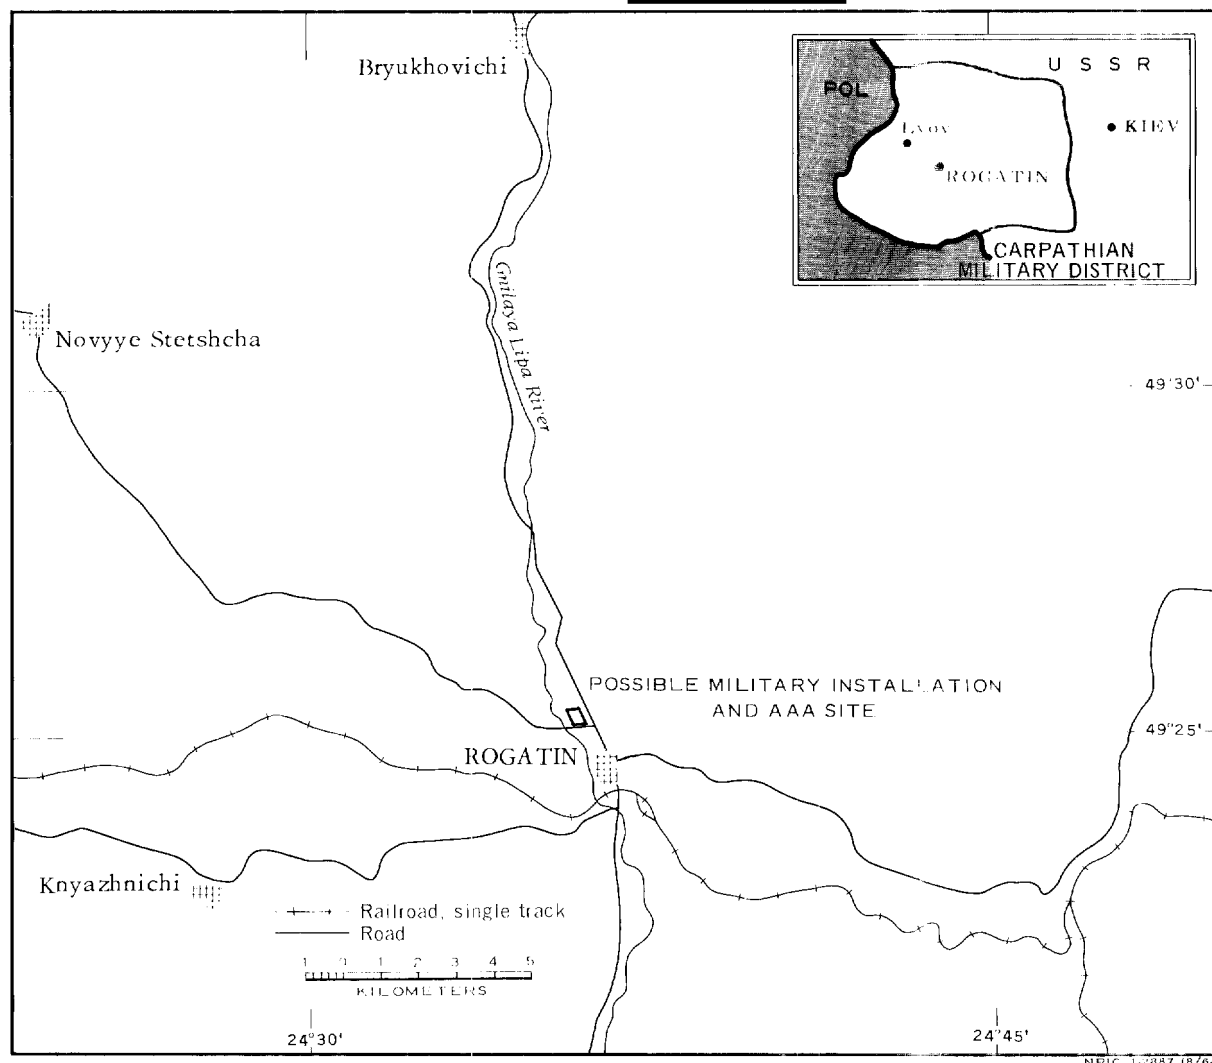 Bryukhovichi
USSR
POL
Lvov
KIEV
ROGATIN
CARPATHIAN
MILITARY DISTRICT
Gnilaya Lipa River
Novyye Stetshcha
49°30'
POSSIBLE MILITARY INSTALLATION
AND AAA SITE
49°25'
ROGATIN
Knyazhnichi
Railroad, single track
Road
1 0 1 2 3 4 5
KILOMETERS
24°30'
24°45'
NPIC